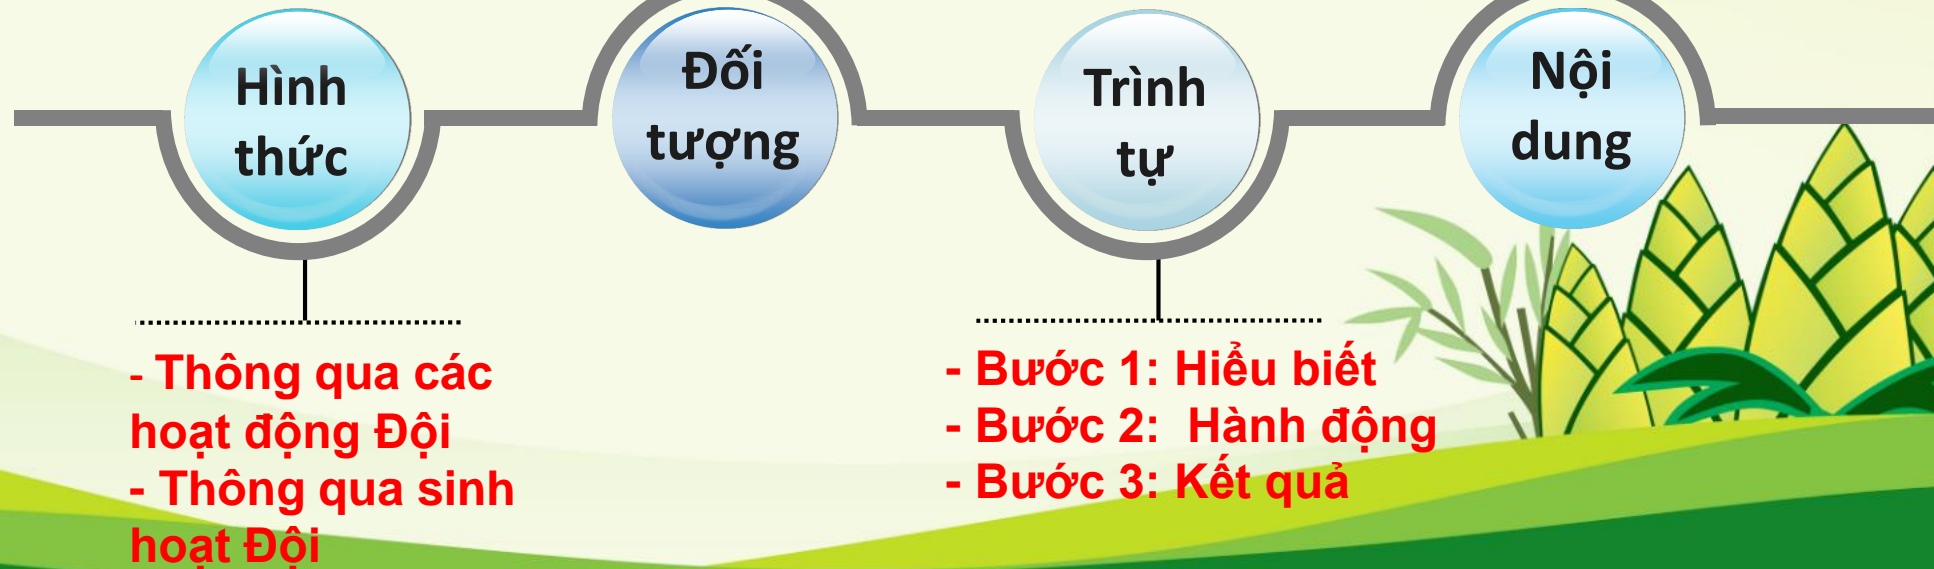 Hình
thức
Đối
tượng
Trình
tự
Nội
dung
- Thông qua các
hoạt động Đội
- Thông qua sinh
hoạt Đội
- Bước 1: Hiểu biết
- Bước 2:  Hành động
- Bước 3: Kết quả